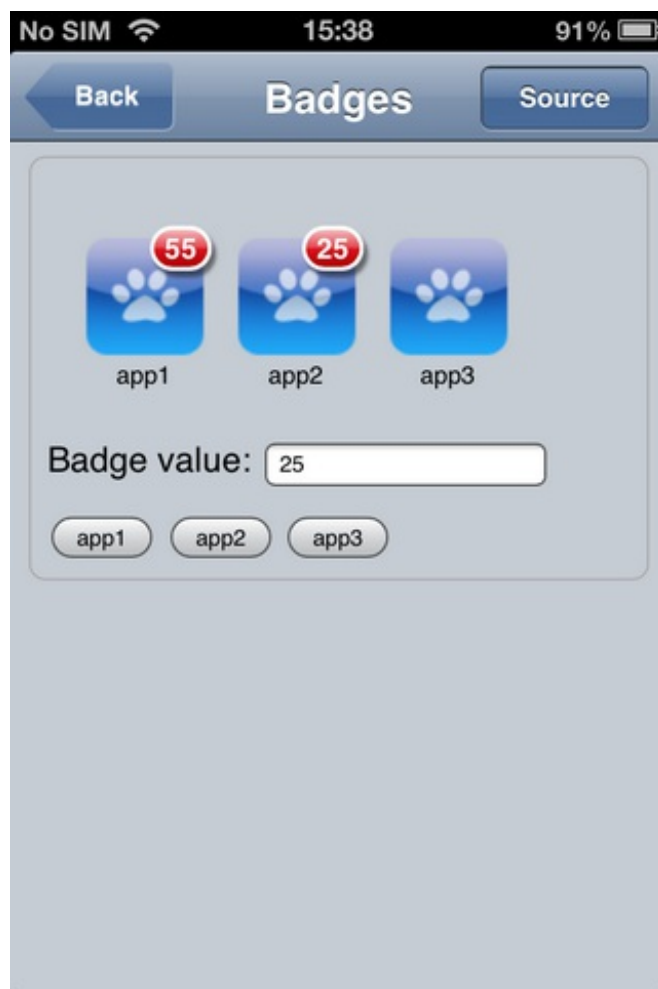 No SIM 15:38 91%
Back Badges Source
55 25
app1 app2 app3
Badge value: 25
app1 app2 app3